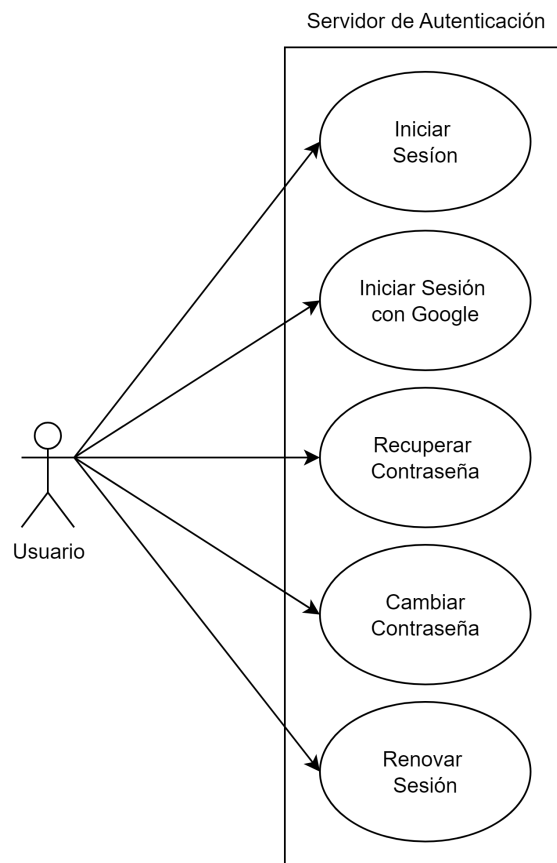 Servidor de Autenticación
Iniciar
Sesíon
Iniciar Sesión
con Google
Recuperar
Contraseña
Usuario
Cambiar
Contraseña
Renovar
Sesión